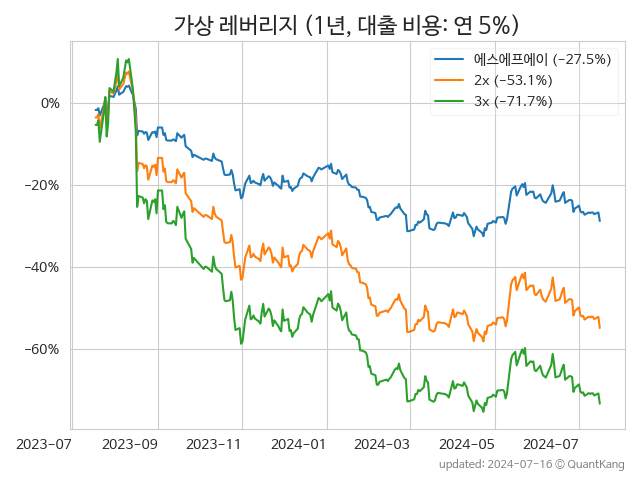 가상 레버리지 (1년, 대출 비용: 연 5%)
에스에프에이 (−27.5%)
2x (−53.1%)
3x (−71.7%)
0%
−20%
−40%
−60%
2023-07 2023-09 2023-11 2024-01 2024-03 2024-05 2024-07
updated: 2024-07-16 © QuantKang